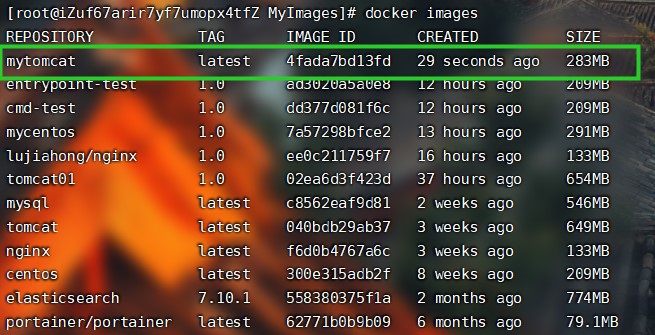 [root@iZuf67arir7yf7umopx4tfZ MyImages]# docker images
REPOSITORY TAG IMAGE ID CREATED SIZE
mytomcat latest 4fada7bd13fd 29 seconds ago 283MB
entrypoint-test 1.0 ad3020a5a0e8 12 hours ago 209MB
cmd-test 1.0 dd377d081f6c 12 hours ago 209MB
mycentos 1.0 7a57298bfce2 13 hours ago 291MB
lujiahong/nginx 1.0 ee0c211759f7 16 hours ago 133MB
tomcat01 1.0 02ea6d3f423d 37 hours ago 654MB
mysql latest c8562eaf9d81 2 weeks ago 546MB
tomcat latest 040bdb29ab37 3 weeks ago 649MB
nginx latest f6d0b4767a6c 3 weeks ago 133MB
centos latest 300e315adb2f 8 weeks ago 209MB
elasticsearch 7.10.1 558380375f1a 2 months ago 774MB
portainer/portainer latest 62771b0b9b09 6 months ago 79.1MB